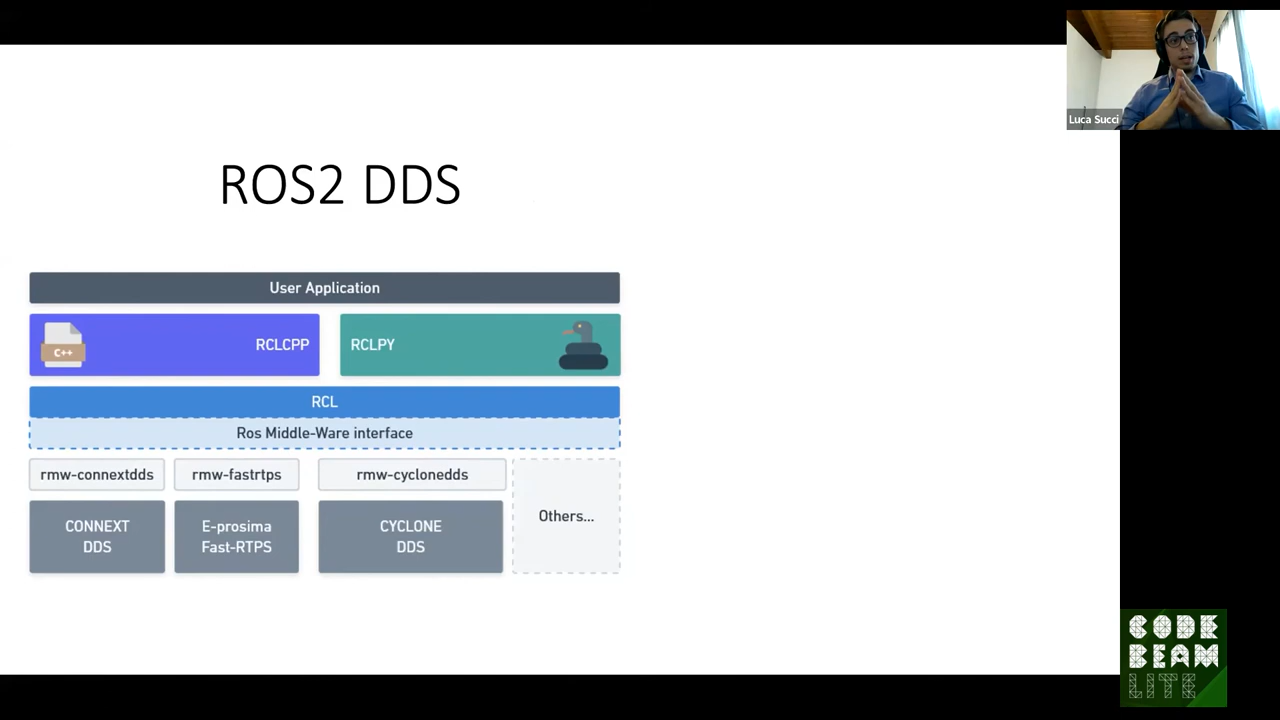 Luca Succi
ROS2 DDS
User Application
C++
RCLCPP
RCLPY
RCL
Ros Middle-Ware interface
rmw-connextdds
rmw-fastrtps
rmw-cyclonedds
Others...
CONNEXT
DDS
E-prosima
Fast-RTPS
CYCLONE
DDS
CODE
BEAM
LITE